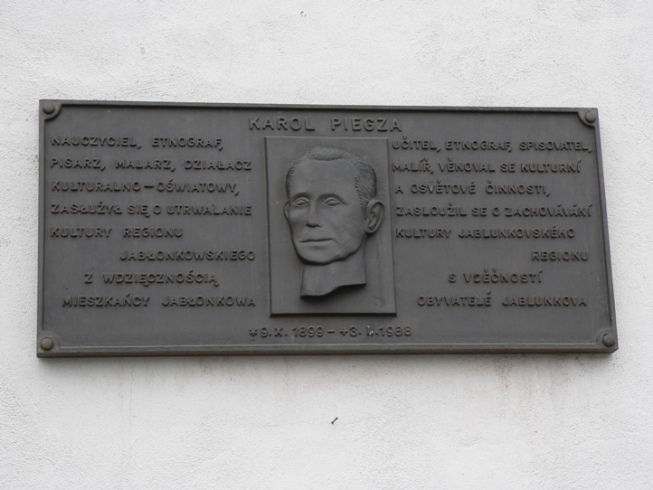 KAROL PIEGZA
NAUCZYCIEL, ETNOGRAF,
PISARZ, MALARZ, DZIAŁACZ
KULTURALNO-OŚWIATOWY,
ZASŁUŻYŁ SIĘ O UTRWALANIE
KULTURY REGIONU
JABŁONKOWSKIEGO
Z WDZIĘCZNOŚCIĄ
MIESZKAŃCY JABŁONKOWA
UČITEL, ETNOGRAF, SPISOVATEL,
MALÍŘ, VĚNOVAL SE KULTURNÍ
A OSVĚTOVÉ ČINNOSTI,
ZASLOUŽIL SE O ZACHOVÁVÁNÍ
KULTURY JABLUNKOVSKÉHO
REGIONU
S VDĚČNOSTÍ
OBYVATELÉ JABLUNKOVA
*9.X.1899-+3.II.1988